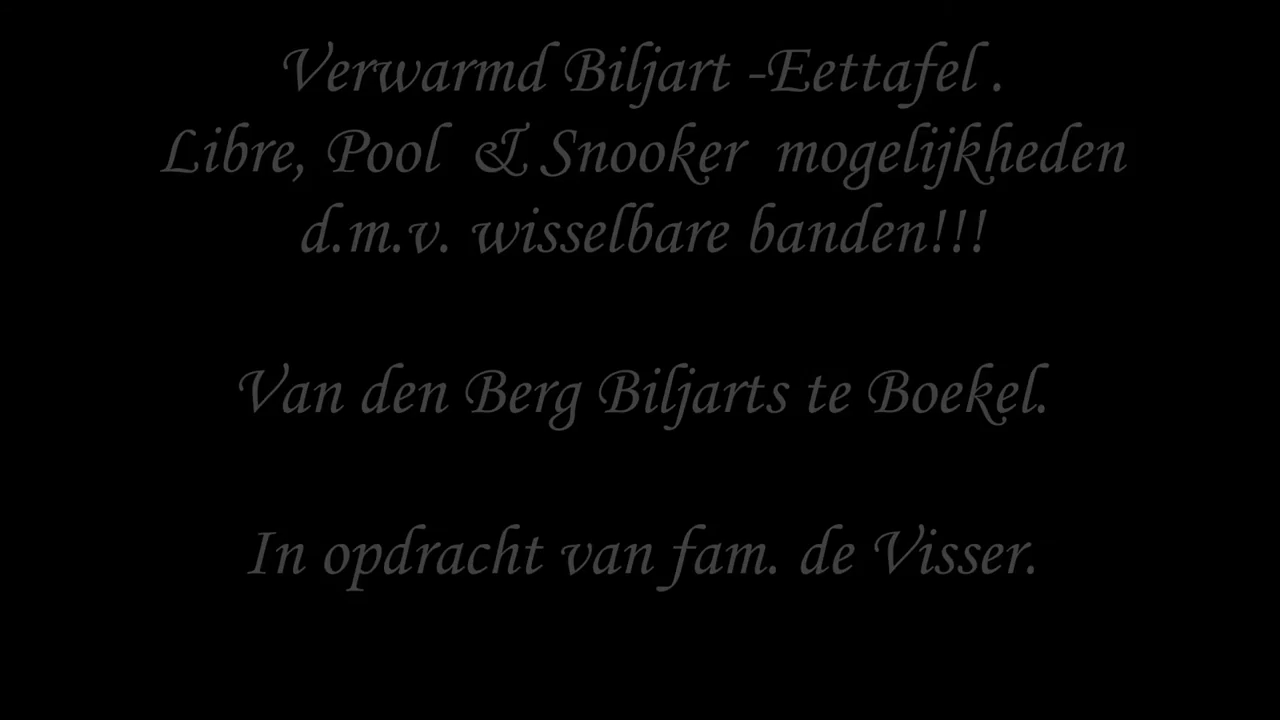 Verwarmd Biljart -Eettafel .
Libre, Pool & Snooker mogelijkheden
d.m.v. wisselbare banden!!!
Van den Berg Biljarts te Boekel.
In opdracht van fam. de Visser.